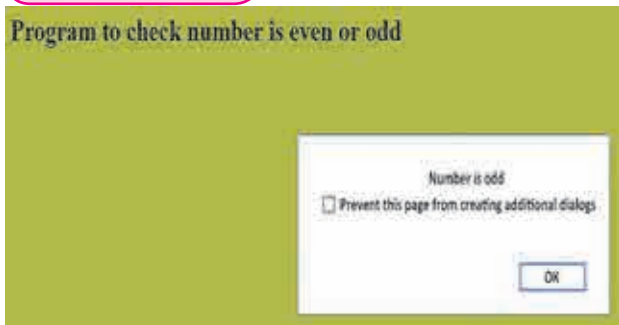 Program to check number is even or odd
Number is odd
Prevent this page from creating additional dialogs
OK